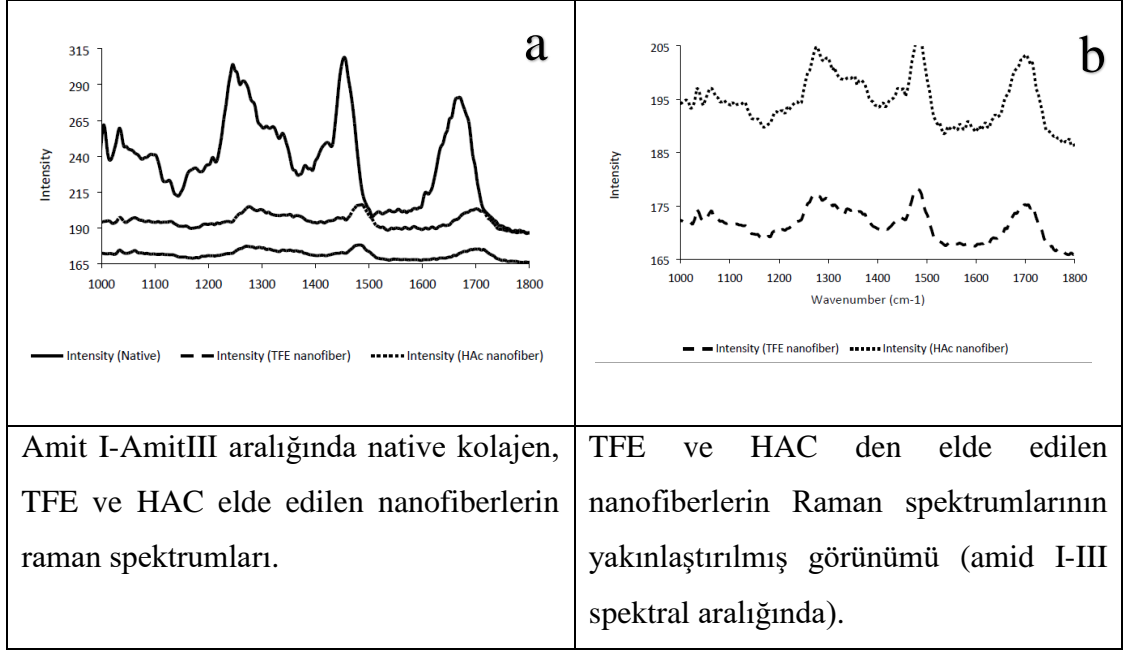 a
315
290
265
240
215
190
165
Intensity
1000 1100 1200 1300 1400 1500 1600 1700 1800
Intensity (Native) Intensity (TFE nanofiber) Intensity (HAc nanofiber)
b
205
195
185
175
165
Intensity
1000 1100 1200 1300 1400 1500 1600 1700 1800
Wavenumber (cm-1)
Intensity (TFE nanofiber) Intensity (HAc nanofiber)
Amit I-AmitIII aralığında native kolajen,
TFE ve HAC elde edilen nanofiberlerin
raman spektrumları.
TFE ve HAC den elde edilen
nanofiberlerin Raman spektrumlarının
yakınlaştırılmış görünümü (amid I-III
spektral aralığında).